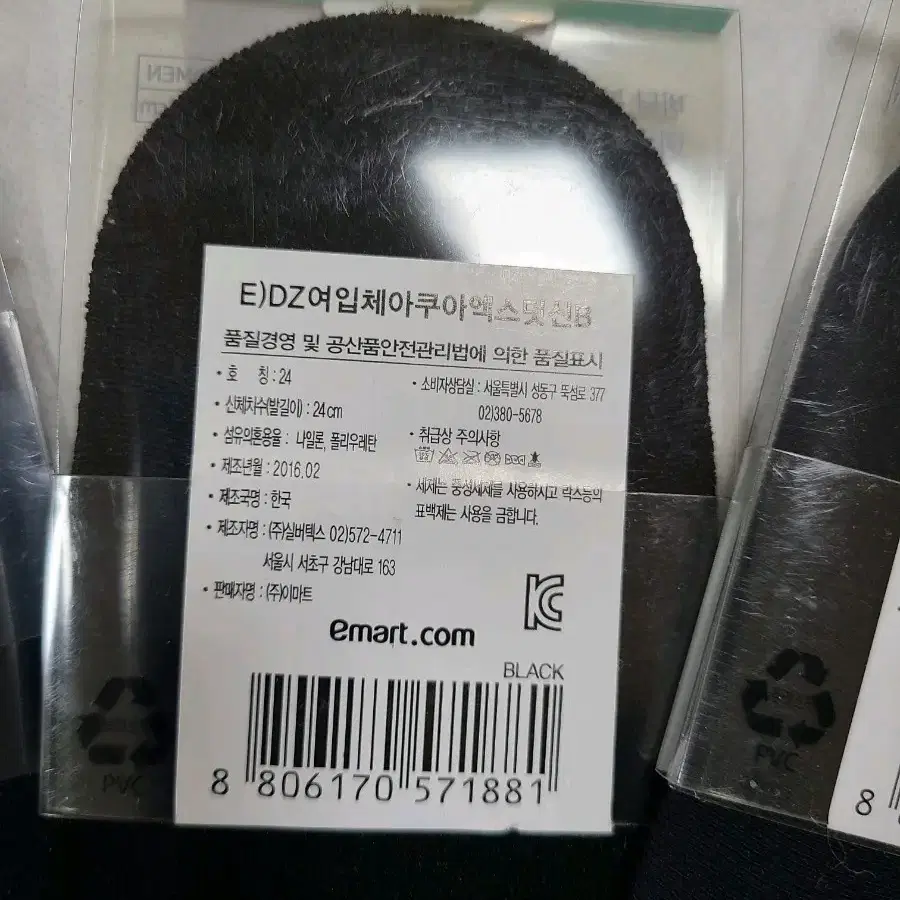 E)DZ여입체아쿠아액스덧신B
품질경영 및 공산품안전관리법에 의한 품질표시
• 호 칭 : 24
• 신체치수(발길이) : 24cm
• 섬유의혼용율 : 나일론, 폴리우레탄
• 제조년월 : 2016.02
• 제조국명 : 한국
• 제조자명 : (주)실버텍스 02)572-4711
서울시 서초구 강남대로 163
• 판매자명 : (주)이마트
• 소비자상담실 : 서울특별시 성동구 뚝섬로 377
02)380-5678
• 취급상 주의사항
• 세제는 중성세제를 사용하시고 락스등의
표백제는 사용을 금합니다.
emart.com
BLACK
8 806170 571881
PVC
PVC
8